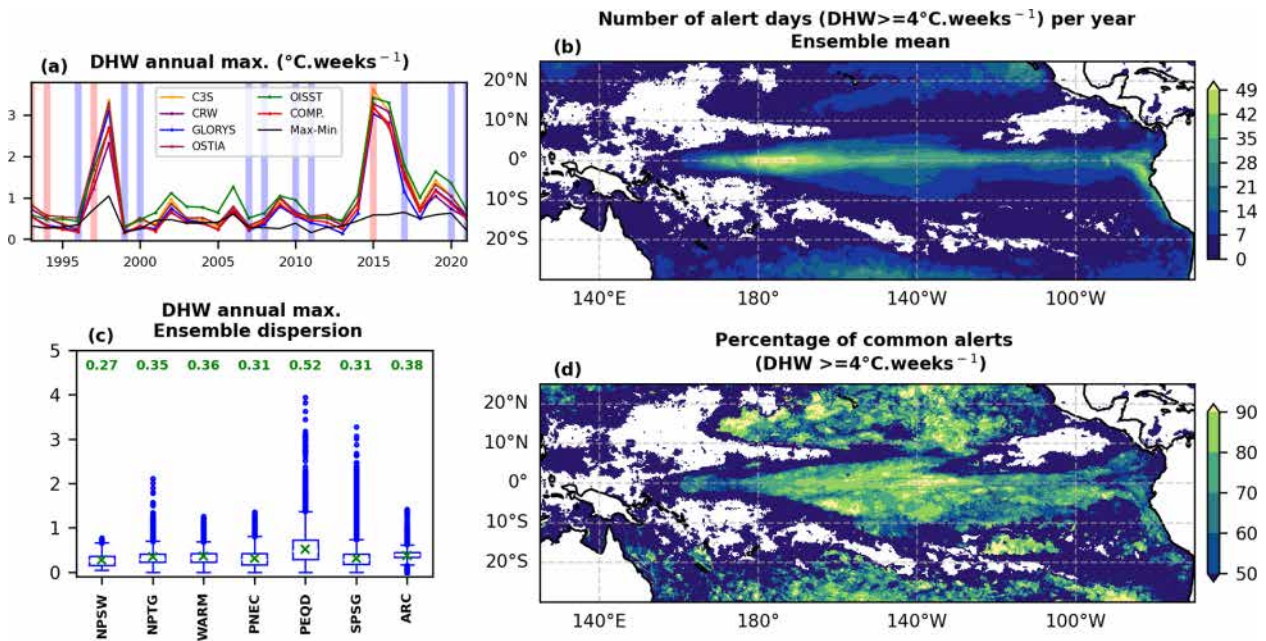 (a) DHW annual max. (°C.weeks⁻¹)
C3S
CRW
GLORYS
OSTIA
OISST
COMP.
Max-Min
3
2
1
0
1995 2000 2005 2010 2015 2020
Number of alert days (DHW>=4°C.weeks⁻¹) per year
(b) Ensemble mean
20°N
10°N
0°
10°S
20°S
140°E 180° 140°W 100°W
49
42
35
28
21
14
7
0
DHW annual max.
(c) Ensemble dispersion
5
4
3
2
1
0
0.27 0.35 0.36 0.31 0.52 0.31 0.38
NPSW NPTG WARM PNEC PEQD SPSG ARC
Percentage of common alerts
(d) (DHW >=4°C.weeks⁻¹)
20°N
10°N
0°
10°S
20°S
140°E 180° 140°W 100°W
90
80
70
60
50